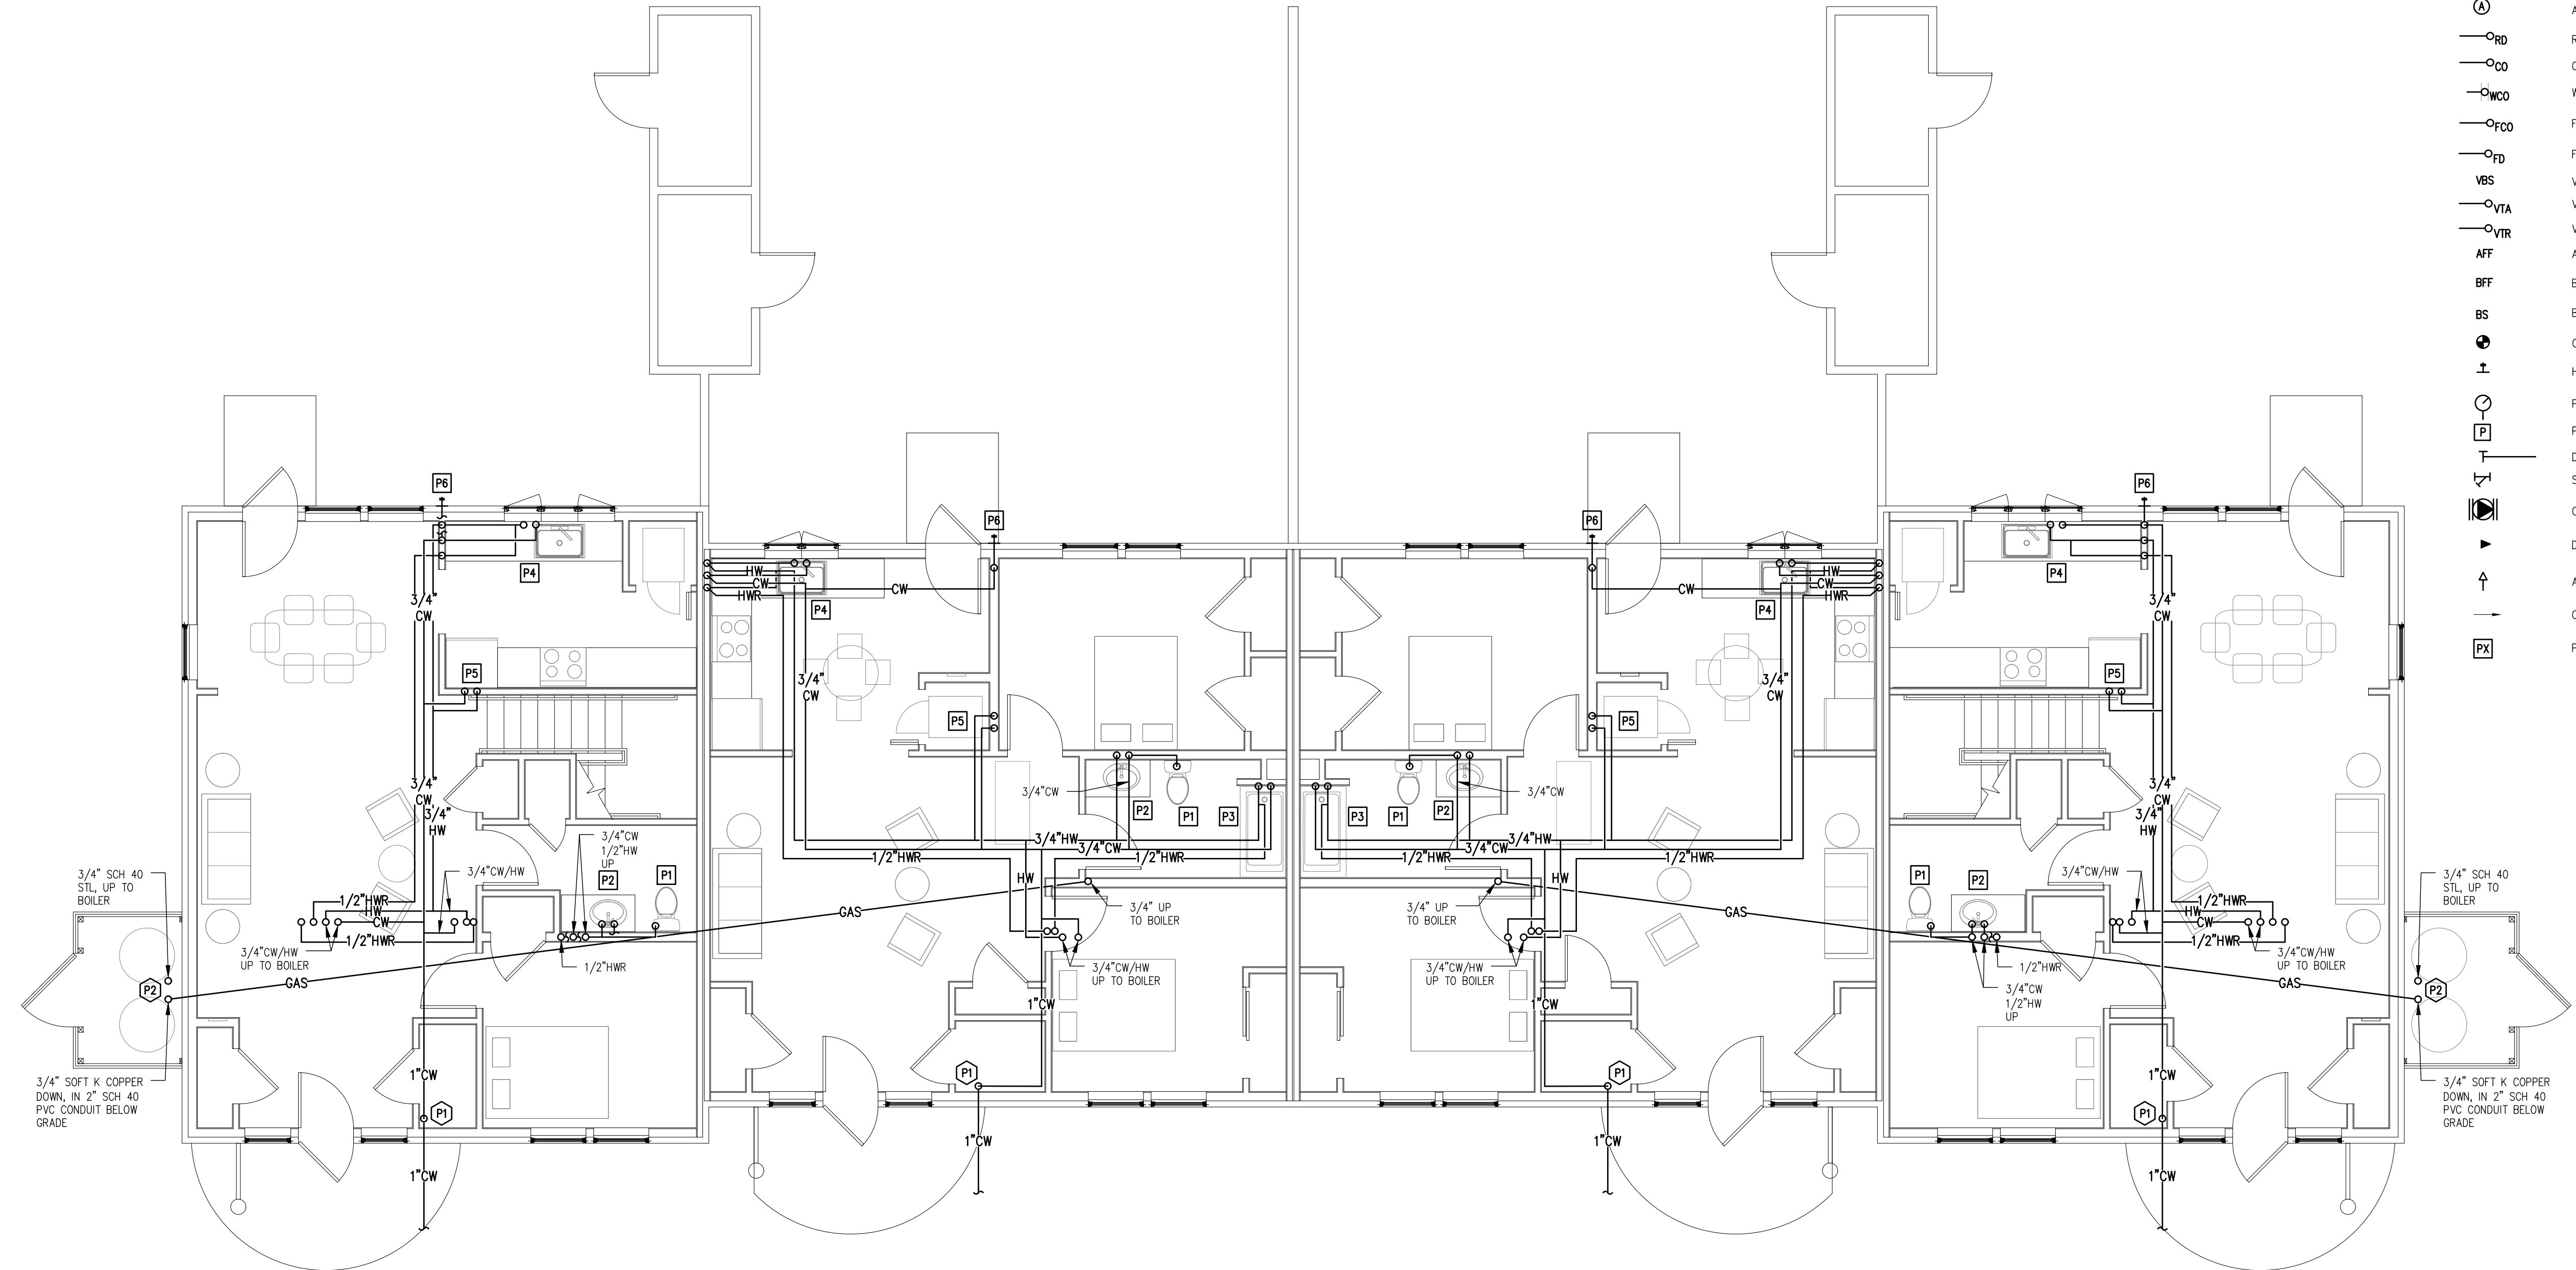 A
RD
CO
WCO
FCO
FD
VBS
VTA
VTR
AFF
BFF
BS
P
PX
P6
P4
3/4"
CW
P5
3/4"
CW
3/4"
HW
3/4"CW
1/2"HW
UP
P2
P1
3/4"CW/HW
3/4" SCH 40
STL, UP TO
BOILER
1/2"HWR
HW
CW
1/2"HWR
3/4"CW/HW
UP TO BOILER
1/2"HWR
GAS
P2
3/4" SOFT K COPPER
DOWN, IN 2" SCH 40
PVC CONDUIT BELOW
GRADE
1"CW
P1
1"CW
P6
HW
CW
HWR
CW
P4
3/4"
CW
P5
3/4"CW
P2
P1
P3
3/4"HW
3/4"CW
1/2"HWR
1/2"HWR
HW
GAS
3/4" UP
TO BOILER
3/4"CW/HW
UP TO BOILER
1"CW
P1
1"CW
P6
HW
CW
HWR
CW
P4
3/4"
CW
P5
3/4"CW
P3
P1
P2
3/4"HW
3/4"CW
1/2"HWR
1/2"HWR
HW
3/4" UP
TO BOILER
GAS
3/4"CW/HW
UP TO BOILER
1"CW
P1
1"CW
P6
P4
3/4"
CW
P5
3/4"
CW
3/4"
HW
3/4"CW/HW
P1
P2
1/2"HWR
HW
CW
1/2"HWR
3/4"CW/HW
UP TO BOILER
1/2"HWR
3/4"CW
1/2"HW
UP
GAS
3/4" SCH 40
STL, UP TO
BOILER
P2
3/4" SOFT K COPPER
DOWN, IN 2" SCH 40
PVC CONDUIT BELOW
GRADE
1"CW
P1
1"CW